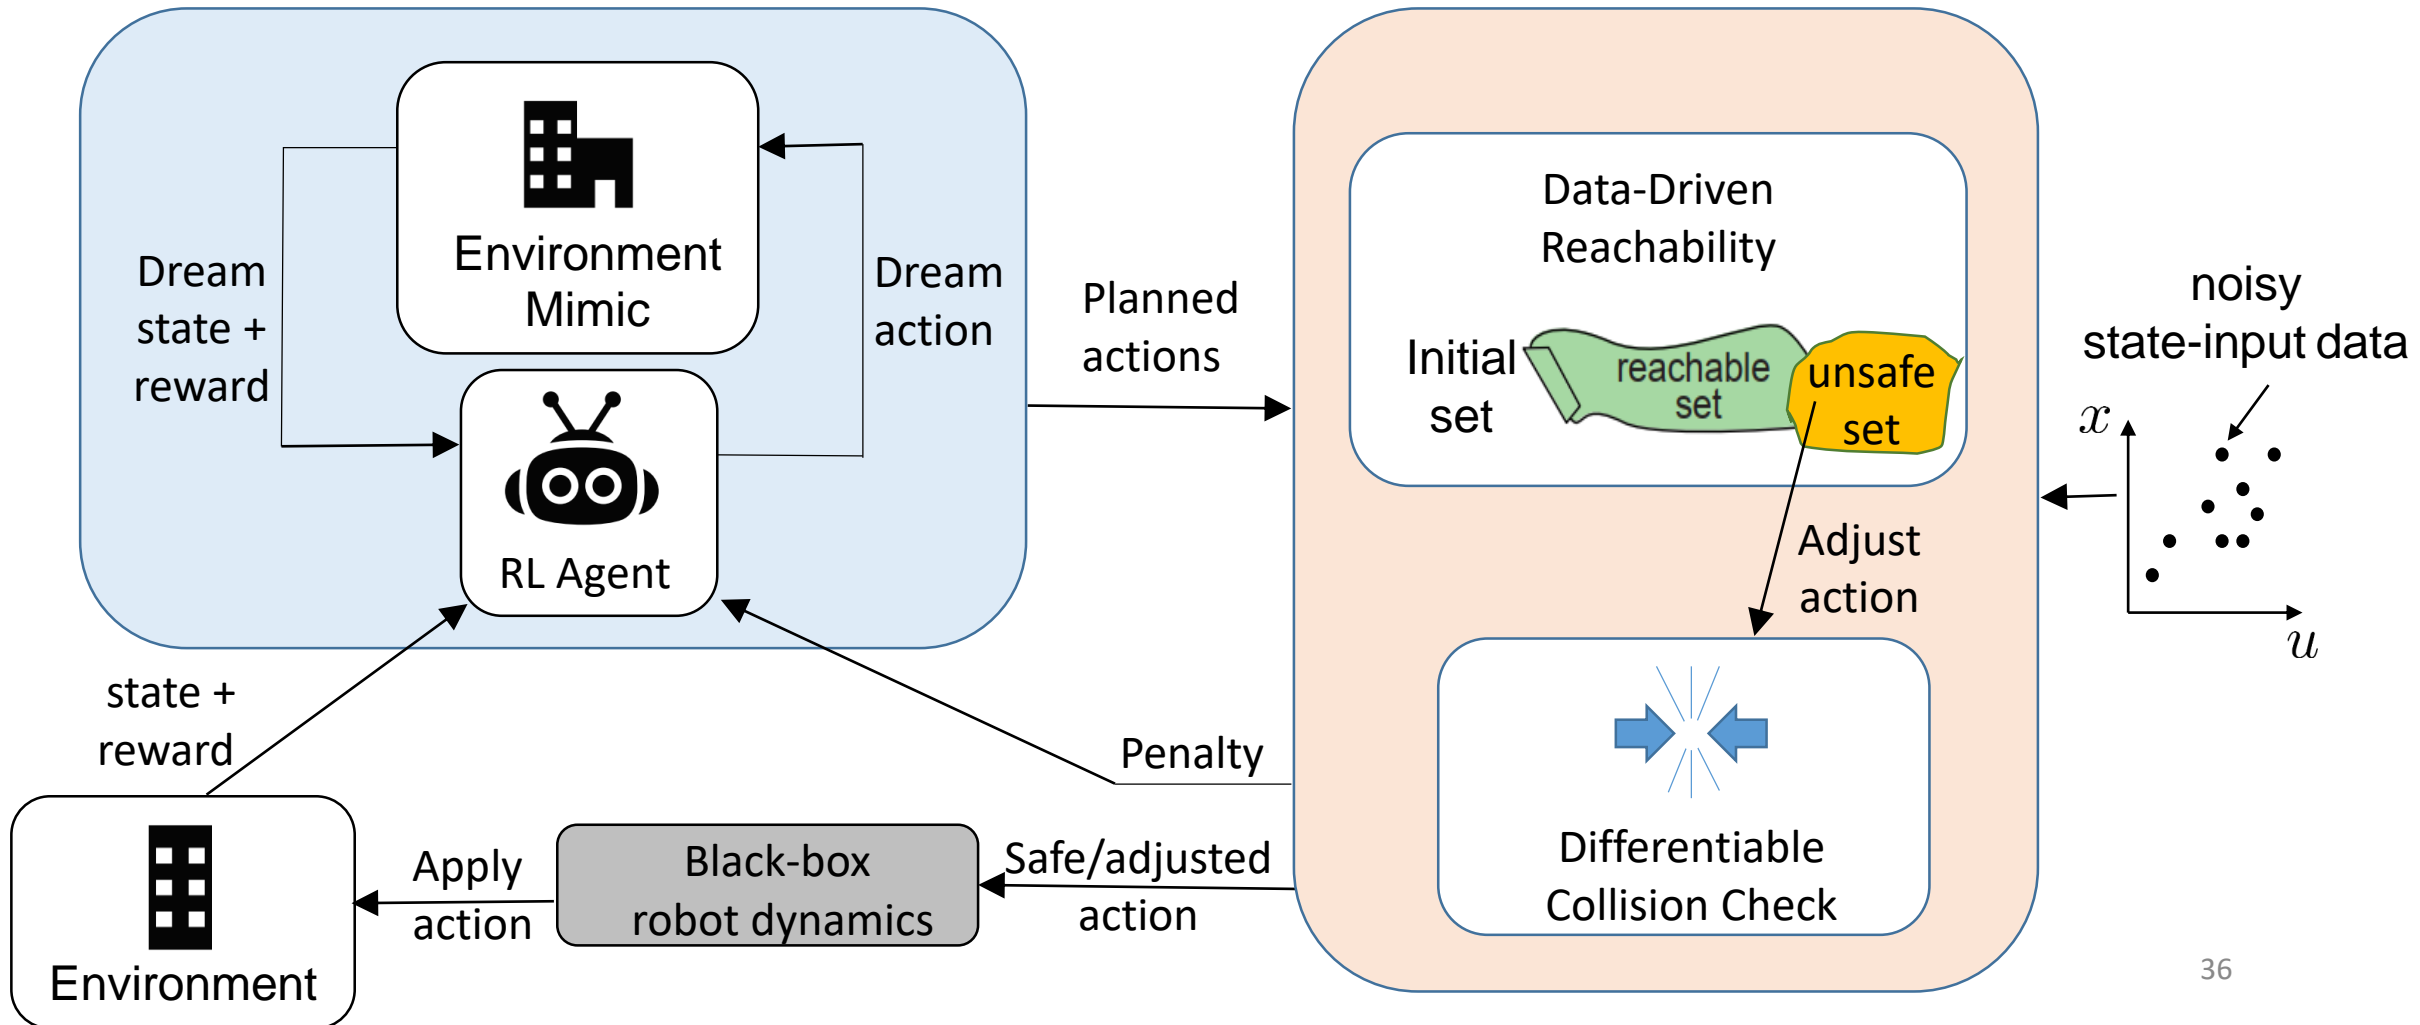 Environment
Mimic
Dream
state +
reward
Dream
action
RL Agent
Planned
actions
Data-Driven
Reachability
Initial
set
reachable
set
unsafe
set
Adjust
action
Differentiable
Collision Check
noisy
state-input data
x
u
state +
reward
Penalty
Environment
Apply
action
Black-box
robot dynamics
Safe/adjusted
action
36